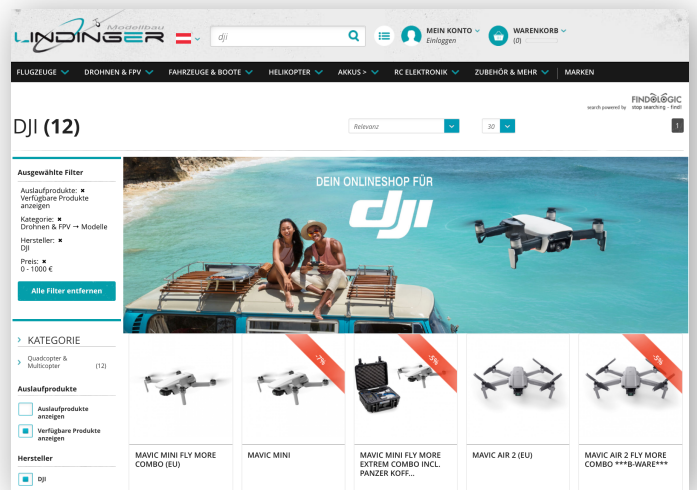 Modellbau
LINDINGER
dji
MEIN KONTO
Einloggen
WARENKORB
(0)
FLUGZEUGE
DROHNEN & FPV
FAHRZEUGE & BOOTE
HELIKOPTER
AKKUS >
RC ELEKTRONIK
ZUBEHÖR & MEHR
MARKEN
search powered by
FINDOLOGIC
stop searching - find!
DJI (12)
Relevanz
30
1
Ausgewählte Filter
Auslaufprodukte: ×
Verfügbare Produkte
anzeigen
Kategorie: ×
Drohnen & FPV → Modelle
Hersteller: ×
DJI
Preis: ×
0 - 1000 €
Alle Filter entfernen
DEIN ONLINESHOP FÜR
dji
KATEGORIE
Quadcopter &
Multicopter (12)
Auslaufprodukte
Auslaufprodukte
anzeigen
Verfügbare Produkte
anzeigen
Hersteller
DJI
MAVIC MINI FLY MORE
COMBO (EU)
-7%
MAVIC MINI
-5%
MAVIC MINI FLY MORE
EXTREM COMBO INCL.
PANZER KOFF...
MAVIC AIR 2 (EU)
-5%
MAVIC AIR 2 FLY MORE
COMBO ***B-WARE***